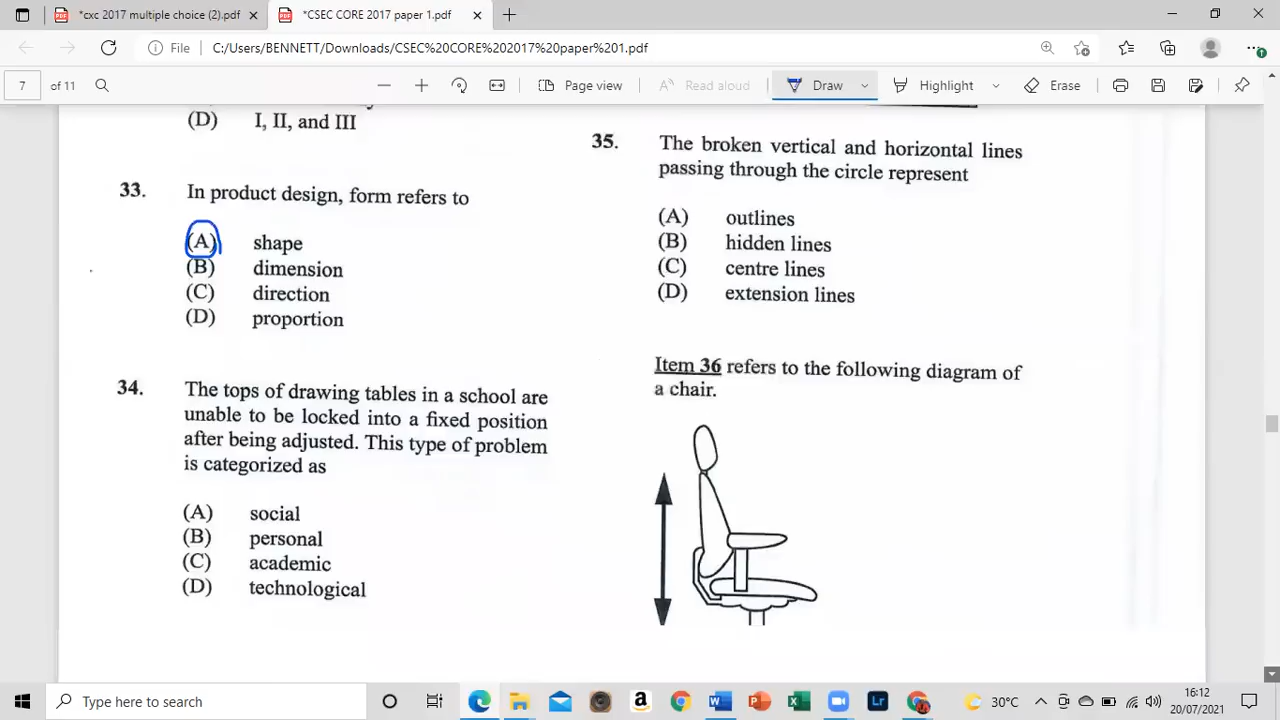 *cxc 2017 multiple choice (2).pdf
*CSEC CORE 2017 paper 1.pdf
File
C:/Users/BENNETT/Downloads/CSEC%20CORE%202017%20paper%201.pdf
7 of 11
Page view
Read aloud
Draw
Highlight
Erase
(D) I, II, and III
33. In product design, form refers to
(A) shape
(B) dimension
(C) direction
(D) proportion
34. The tops of drawing tables in a school are
unable to be locked into a fixed position
after being adjusted. This type of problem
is categorized as
(A) social
(B) personal
(C) academic
(D) technological
35. The broken vertical and horizontal lines
passing through the circle represent
(A) outlines
(B) hidden lines
(C) centre lines
(D) extension lines
Item 36 refers to the following diagram of
a chair.
Type here to search
30°C
16:12
20/07/2021